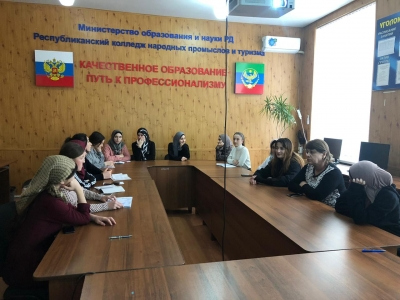 Министерство образования и науки РД
Республиканский колледж народных промыслов и туризма
КАЧЕСТВЕННОЕ ОБРАЗОВАНИЕ-
ПУТЬ К ПРОФЕССИОНАЛИЗМУ
УГОЛОК